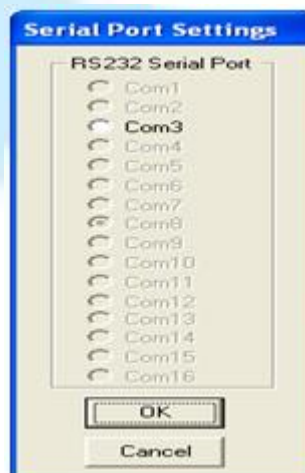 Serial Port Settings
RS232 Serial Port
Com1
Com2
Com3
Com4
Com5
Com6
Com7
Com8
Com9
Com10
Com11
Com12
Com13
Com14
Com15
Com16
OK
Cancel